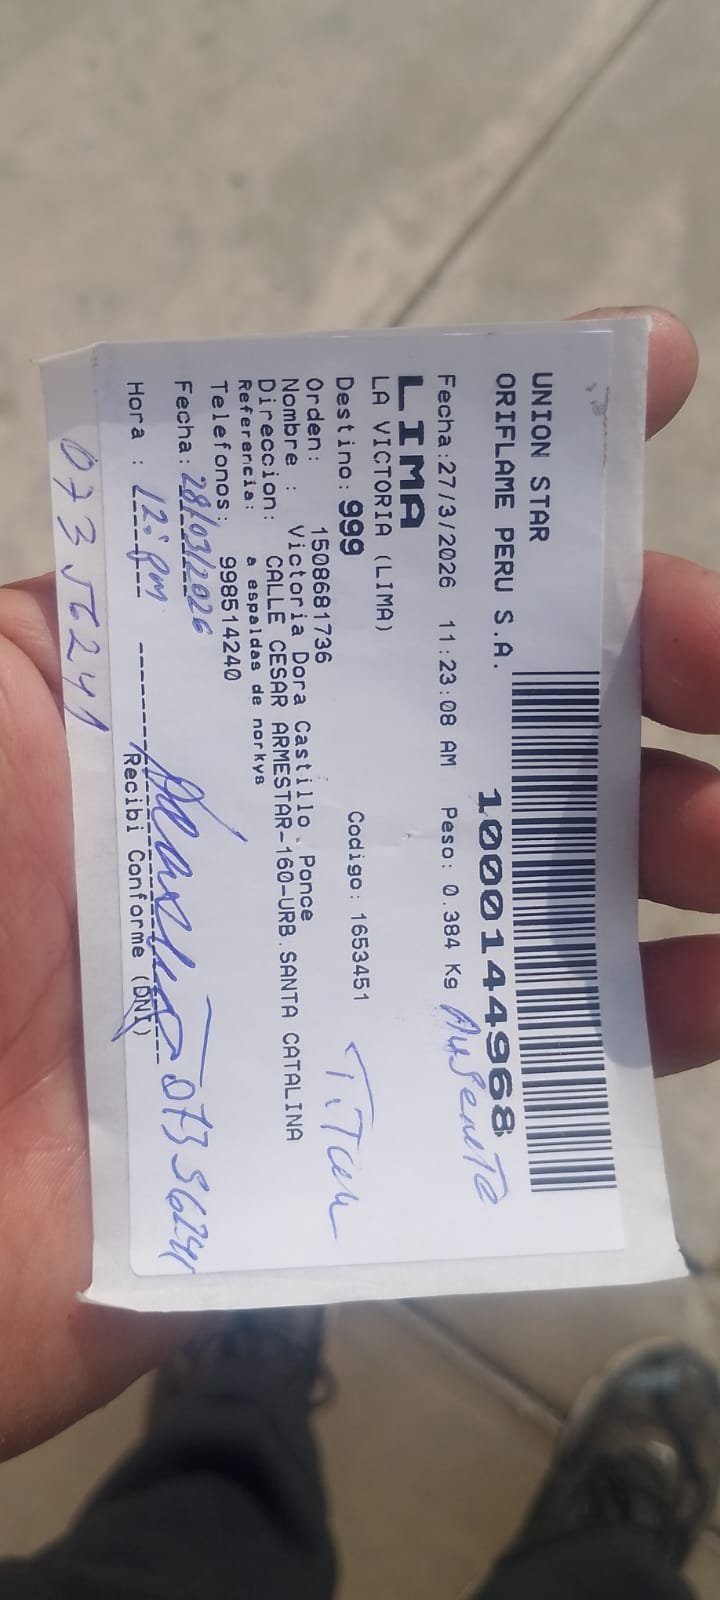 UNION STAR
ORIFLAME PERU S.A. 1000144968
Fecha:27/3/2026 11:23:08 AM Peso: 0.384 Kg
LIMA
LA VICTORIA (LIMA)
Destino: 999 Codigo: 1653451
Orden: 1508681736
Nombre : Victoria Dora Castillo Ponce
Direccion: CALLE CESAR ARMESTAR-160-URB.SANTA CATALINA
Referencia: a espaldas de norkys
Telefonos: 998514240
Fecha: 28/03/2026
Hora : 12: pm 07356241
Recibi Conforme (DNI)
07356241